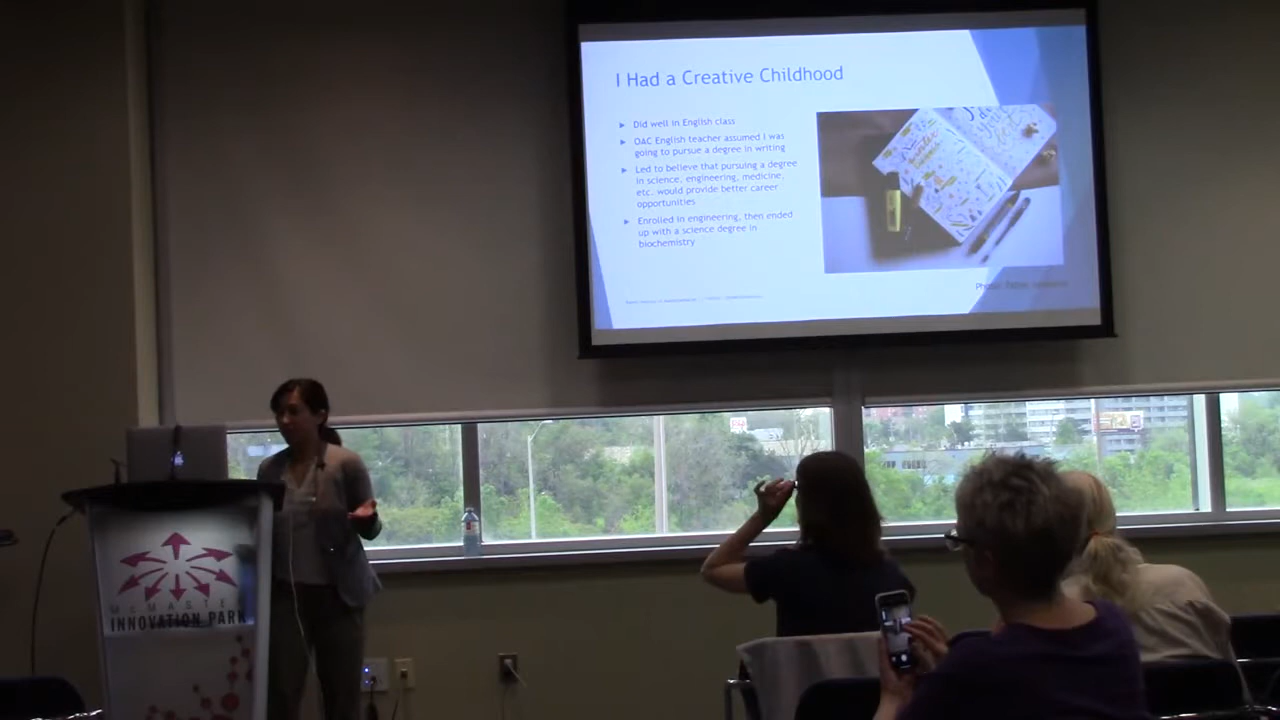 I Had a Creative Childhood
Did well in English class
OAC English teacher assumed I was
going to pursue a degree in writing
Led to believe that pursuing a degree
in science, engineering, medicine,
etc. would provide better career
opportunities
Enrolled in engineering, then ended
up with a science degree in
biochemistry
McMASTER
INNOVATION PARK